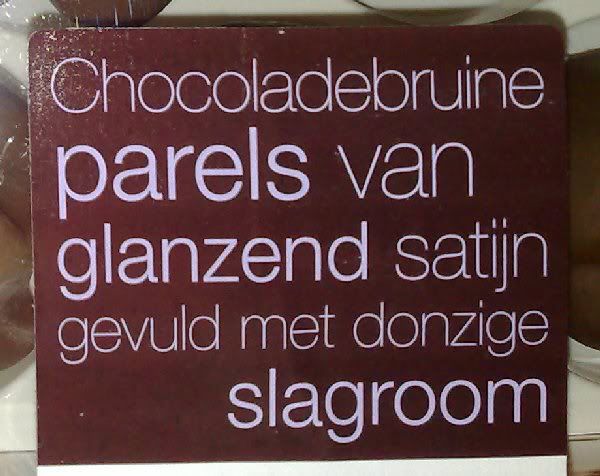 Chocoladebruine
parels van
glanzend satijn
gevuld met donzige
slagroom